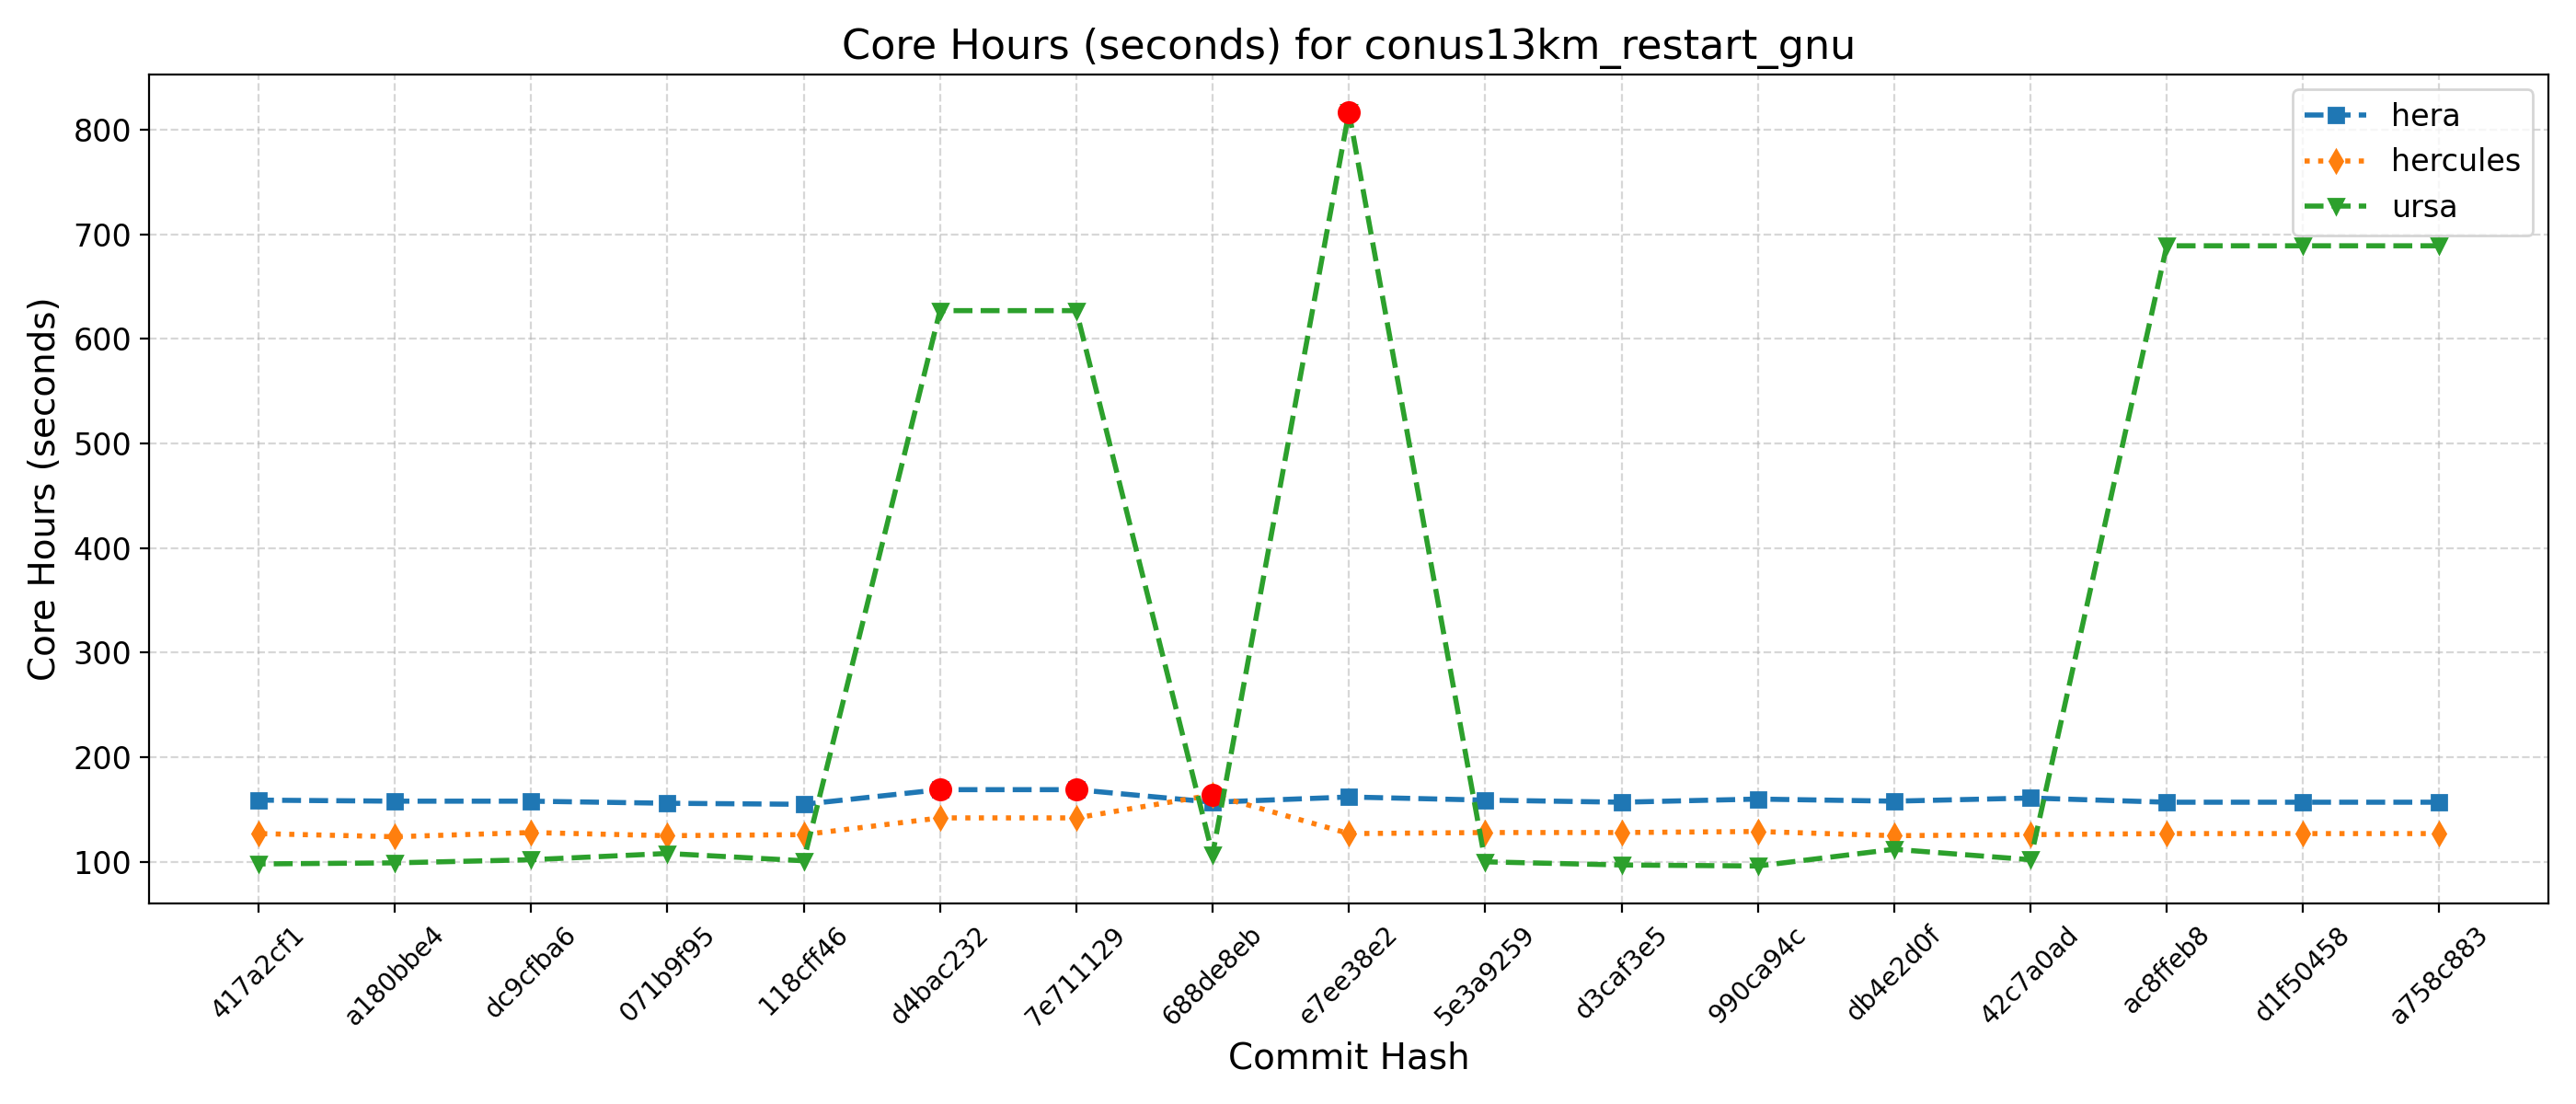 Core Hours (seconds) for conus13km_restart_gnu
hera
hercules
ursa
Core Hours (seconds)
800
700
600
500
400
300
200
100
417a2cf1
a180bbe4
dc9cfba6
071b9f95
118cff46
d4bac232
7e711129
688de8eb
e7ee38e2
5e3a9259
d3caf3e5
990ca94c
db4e2d0f
42c7a0ad
ac8ffeb8
d1f50458
a758c883
Commit Hash